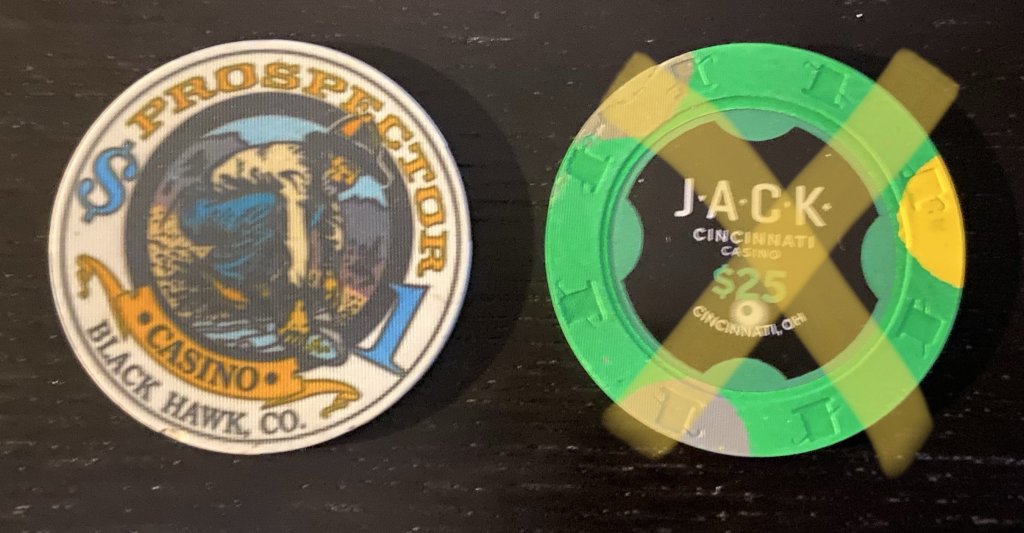 $ PROSPECTOR 1
CASINO
BLACK HAWK, CO.
J.A.C.K.
CINCINNATI
CASINO
$25
CINCINNATI, OH